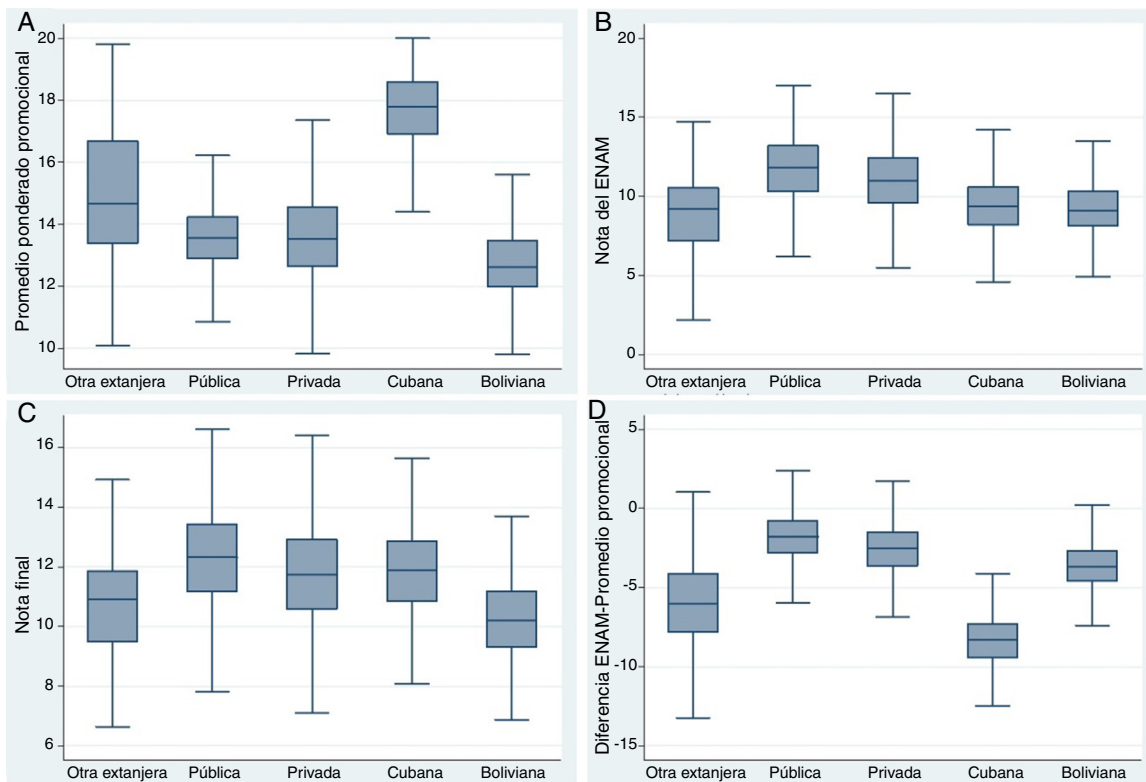 A
Promedio ponderado promocional
20
18
16
14
12
10
Otra extanjera Pública Privada Cubana Boliviana
B
Nota del ENAM
20
15
10
5
0
Otra extanjera Pública Privada Cubana Boliviana
C
Nota final
16
14
12
10
8
6
Otra extanjera Pública Privada Cubana Boliviana
D
Diferencia ENAM-Promedio promocional
5
0
-5
-10
-15
Otra extanjera Pública Privada Cubana Boliviana